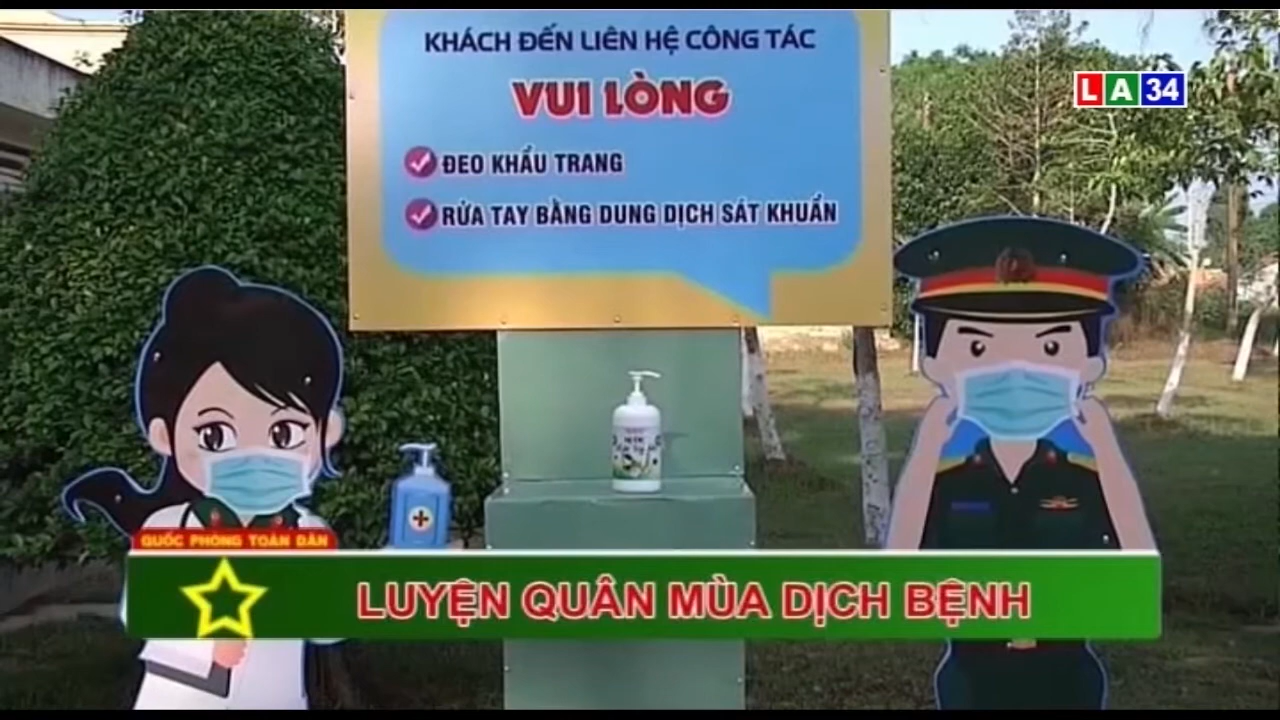 KHÁCH ĐẾN LIÊN HỆ CÔNG TÁC
VUI LÒNG
ĐEO KHẨU TRANG
RỬA TAY BẰNG DUNG DỊCH SÁT KHUẨN
LA34
QUỐC PHÒNG TOÀN DÂN
LUYỆN QUÂN MÙA DỊCH BỆNH